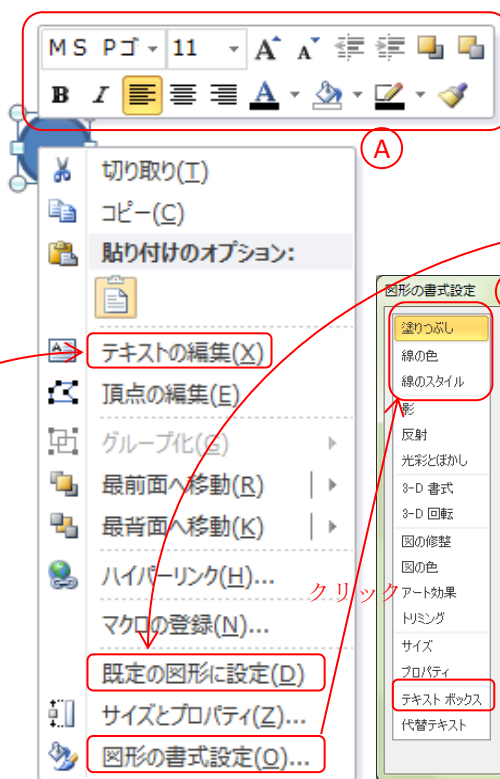 ＭＳ Ｐゴ 11 A A
B I A
A
切り取り(T)
コピー(C)
貼り付けのオプション:
テキストの編集(X)
頂点の編集(E)
グループ化(G)
最前面へ移動(R)
最背面へ移動(K)
ハイパーリンク(H)...
クリック
マクロの登録(N)...
既定の図形に設定(D)
サイズとプロパティ(Z)...
図形の書式設定(O)...
図形の書式設定
塗りつぶし
線の色
線のスタイル
影
反射
光彩とぼかし
3-D 書式
3-D 回転
図の修整
図の色
アート効果
トリミング
サイズ
プロパティ
テキスト ボックス
代替テキスト